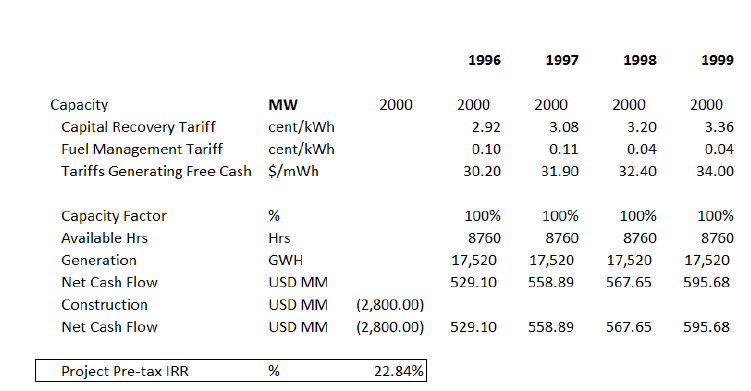 1996 1997 1998 1999
Capacity MW 2000 2000 2000 2000 2000
Capital Recovery Tariff cent/kWh 2.92 3.08 3.20 3.36
Fuel Management Tariff cent/kWh 0.10 0.11 0.04 0.04
Tariffs Generating Free Cash $/mWh 30.20 31.90 32.40 34.00
Capacity Factor % 100% 100% 100% 100%
Available Hrs Hrs 8760 8760 8760 8760
Generation GWH 17,520 17,520 17,520 17,520
Net Cash Flow USD MM 529.10 558.89 567.65 595.68
Construction USD MM (2,800.00)
Net Cash Flow USD MM (2,800.00) 529.10 558.89 567.65 595.68
Project Pre-tax IRR % 22.84%